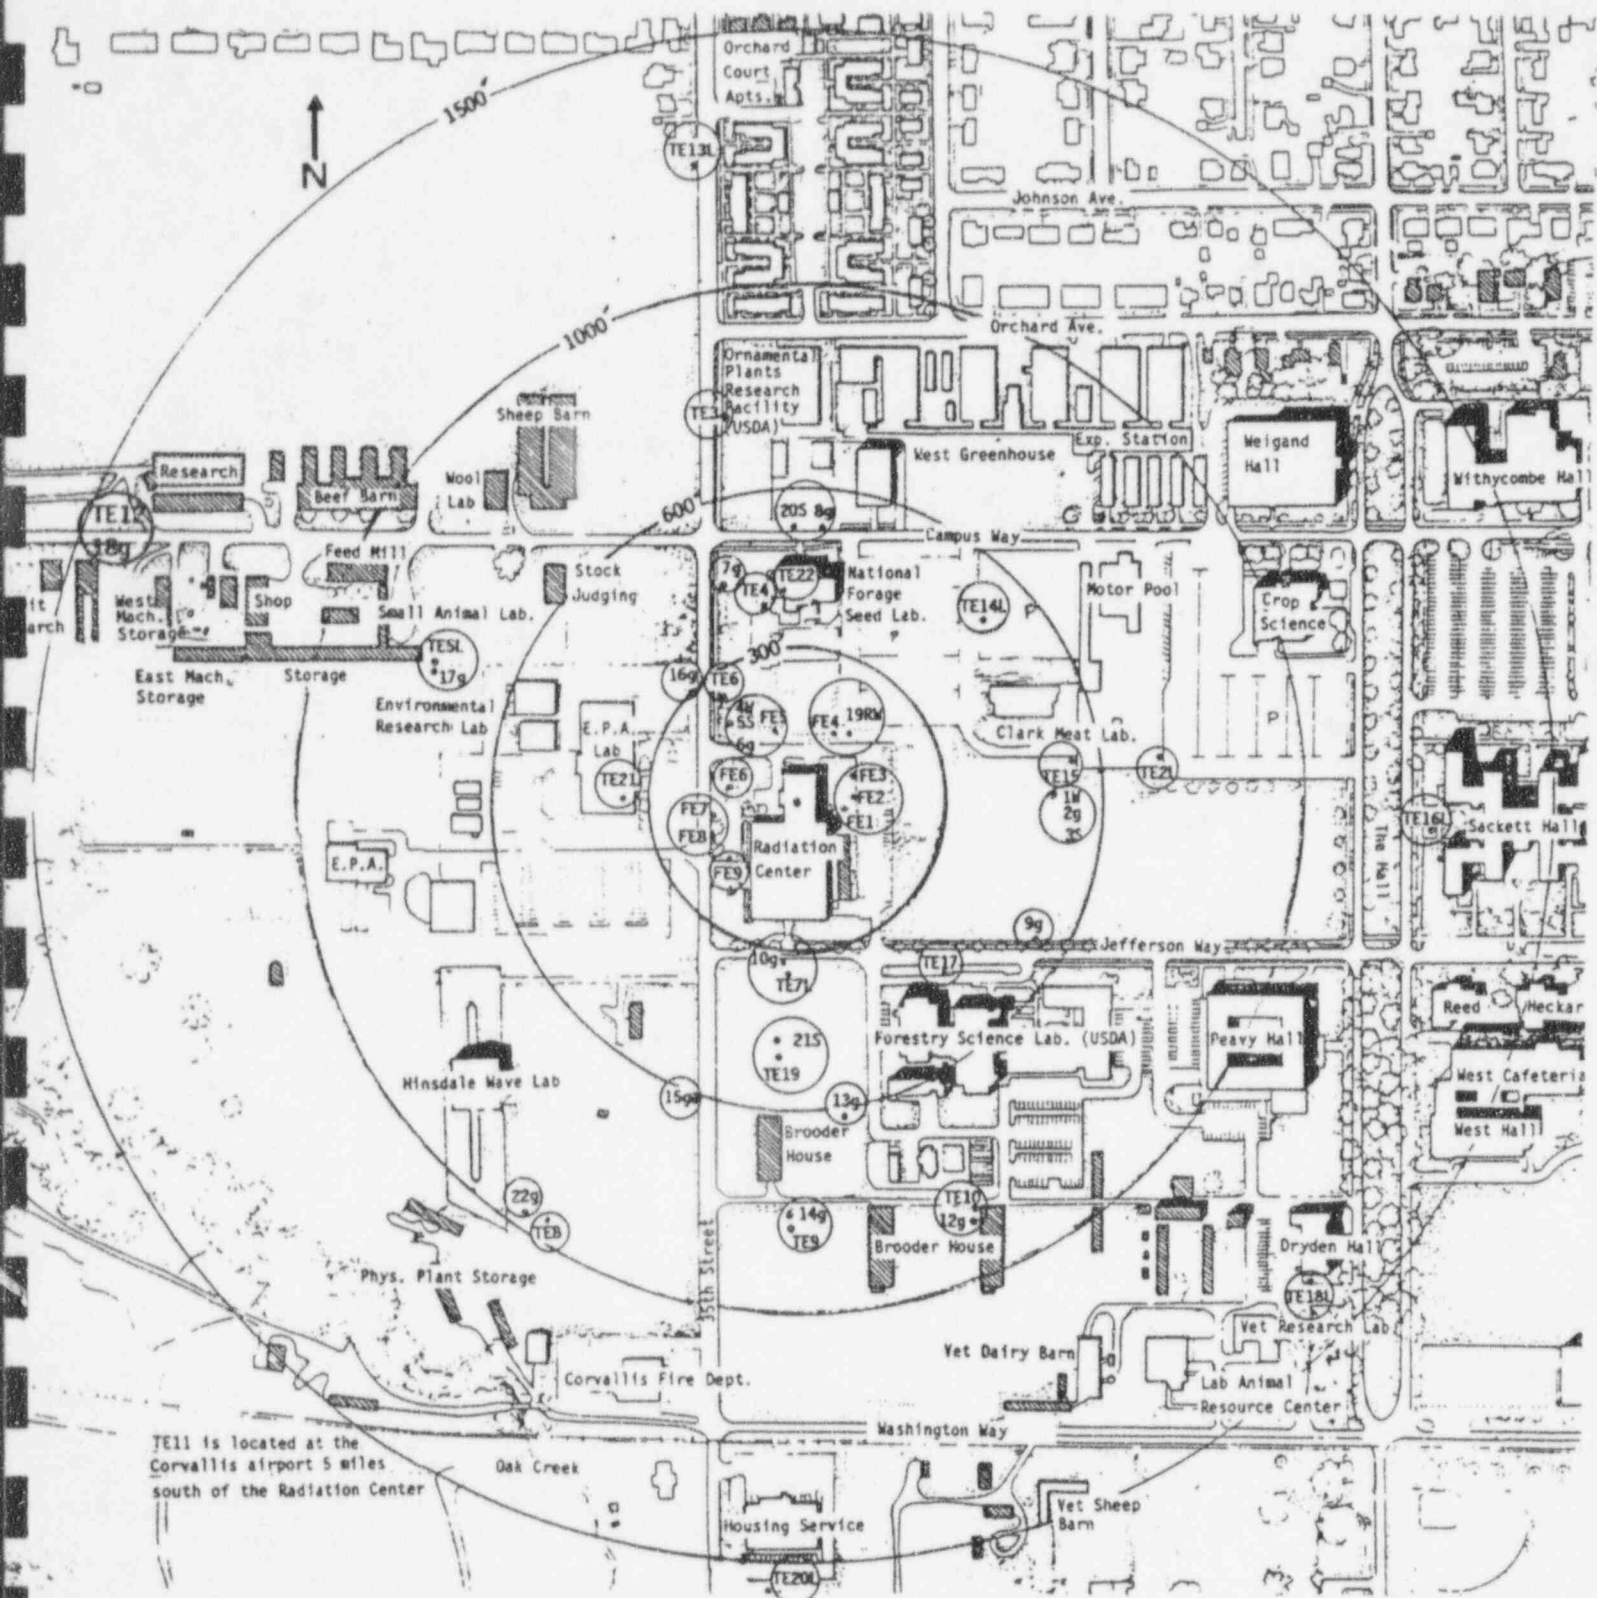 Orchard
Court
Apts.
1500'
N
TE13L
Johnson Ave.
1000'
Orchard Ave.
Ornamental
Plants
Research
Facility
(USDA)
TE3
Sheep Barn
Exp. Station
Weigand
Hall
West Greenhouse
Withycombe Hall
Research
Beef Barn
Wool
Lab
TE12
18g
600'
20S 8g
Campus Way
Feed Mill
Stock
Judging
7g
TE4
TE22
National
Forage
Seed Lab.
TE14L
P
Motor Pool
Crop
Science
West
Mach.
Storage
Shop
Small Animal Lab.
East Mach.
Storage
Storage
TE5L
17g
300'
16g
TE6
Environmental
Research Lab
E.P.A.
Lab
4W
5S
6g
FE5
FE4
19RW
Clark Meat Lab.
P
TE21
FE6
FE3
FE2
FE1
TE15
TE2L
1W
2g
3S
FE7
FE8
FE9
Radiation
Center
TE16L
Sackett Hall
The Mall
E.P.A.
9g
Jefferson Way
10g
TE7L
TE17
Reed
Heckar
21S
TE19
Forestry Science Lab. (USDA)
Peavy Hall
West Cafeteria
West Hall
Hinsdale Wave Lab
15g
13g
Brooder
House
22g
TE8
14g
TE9
TE10
12g
Brooder House
Dryden Hall
35th Street
Phys. Plant Storage
TE18L
Vet Research Lab
Vet Dairy Barn
Lab Animal
Resource Center
Corvallis Fire Dept.
Washington Way
TE11 is located at the
Corvallis airport 5 miles
south of the Radiation Center
Oak Creek
Vet Sheep
Barn
Housing Service
TE20L